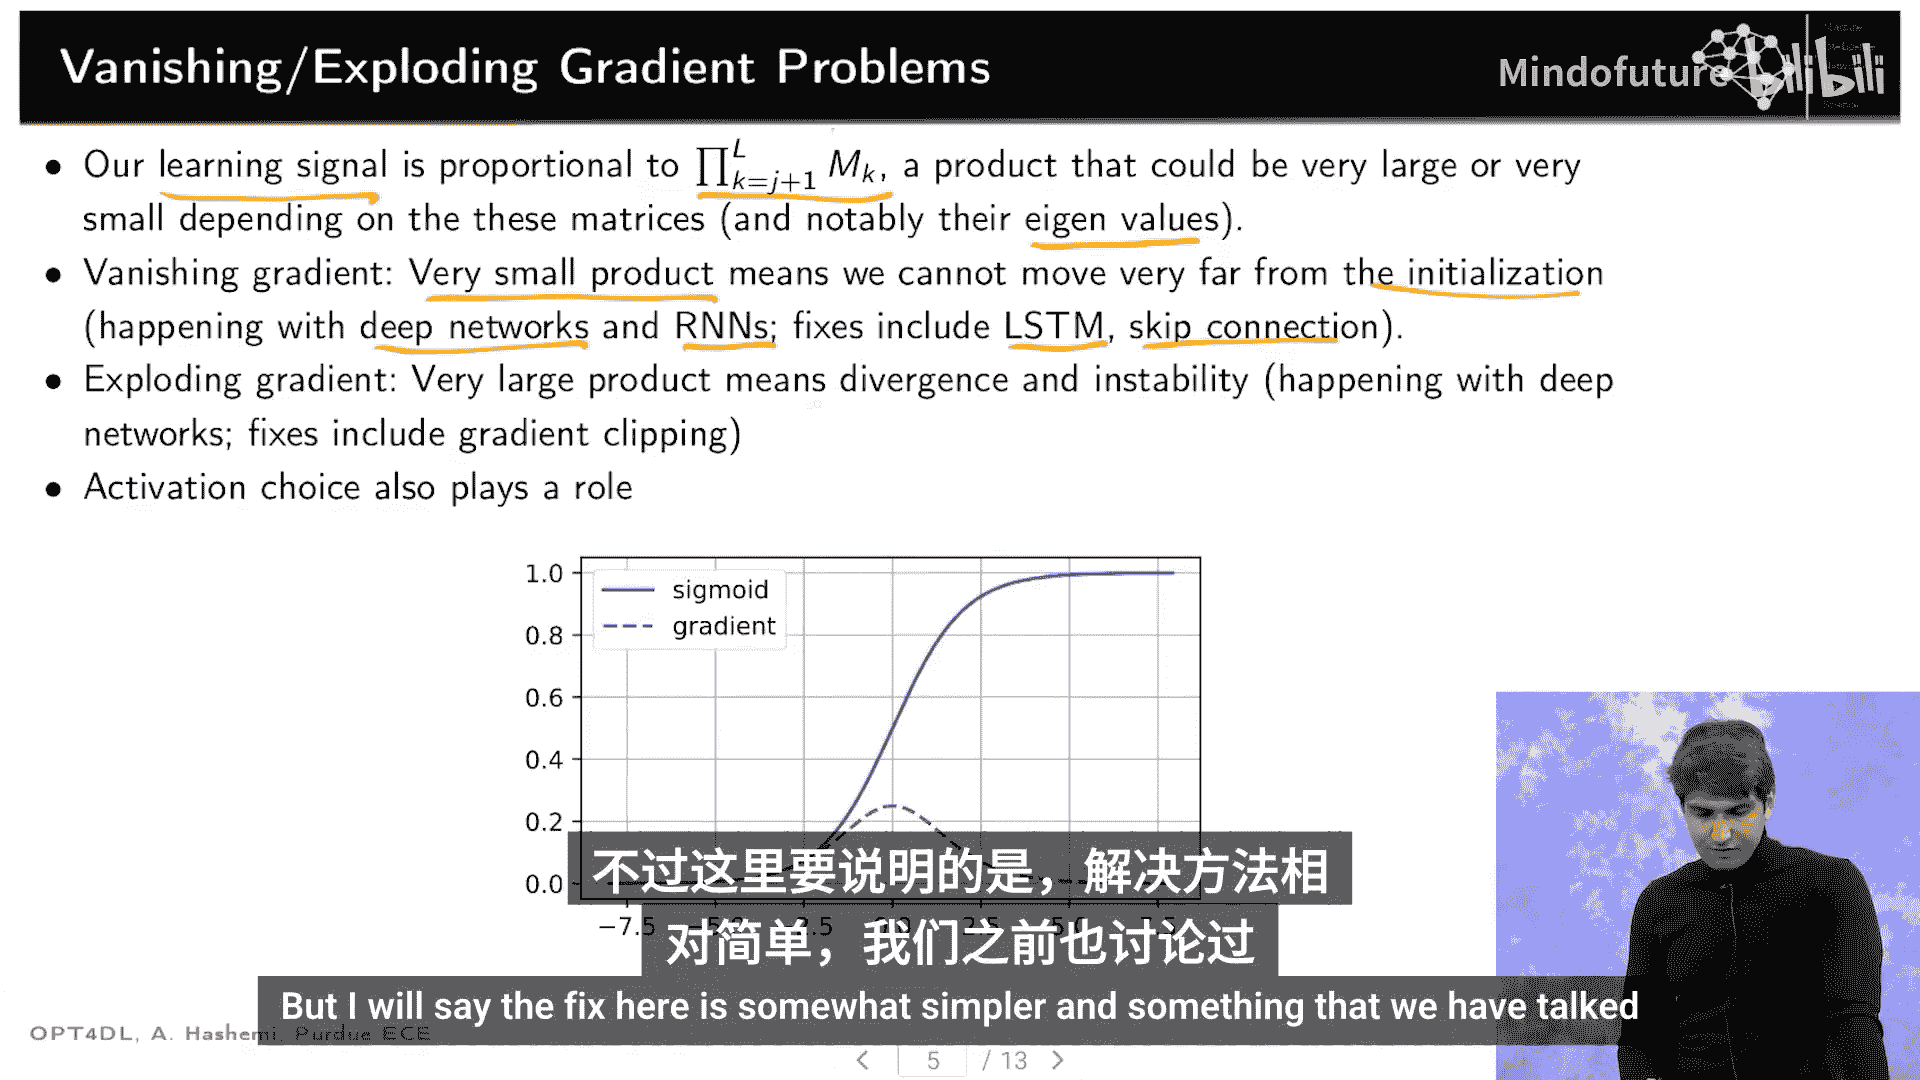 Vanishing/Exploding Gradient Problems
Mindofuture
bilibili
• Our learning signal is proportional to ∏_{k=j+1}^{L} M_k, a product that could be very large or very
small depending on the these matrices (and notably their eigen values).
• Vanishing gradient: Very small product means we cannot move very far from the initialization
(happening with deep networks and RNNs; fixes include LSTM, skip connection).
• Exploding gradient: Very large product means divergence and instability (happening with deep
networks; fixes include gradient clipping)
• Activation choice also plays a role
1.0
sigmoid
gradient
0.8
0.6
0.4
0.2
0.0
不过这里要说明的是，解决方法相
−7.5
对简单，我们之前也讨论过
But I will say the fix here is somewhat simpler and something that we have talked
OPT4DL, A. Hashemi, Purdue ECE
5 / 13